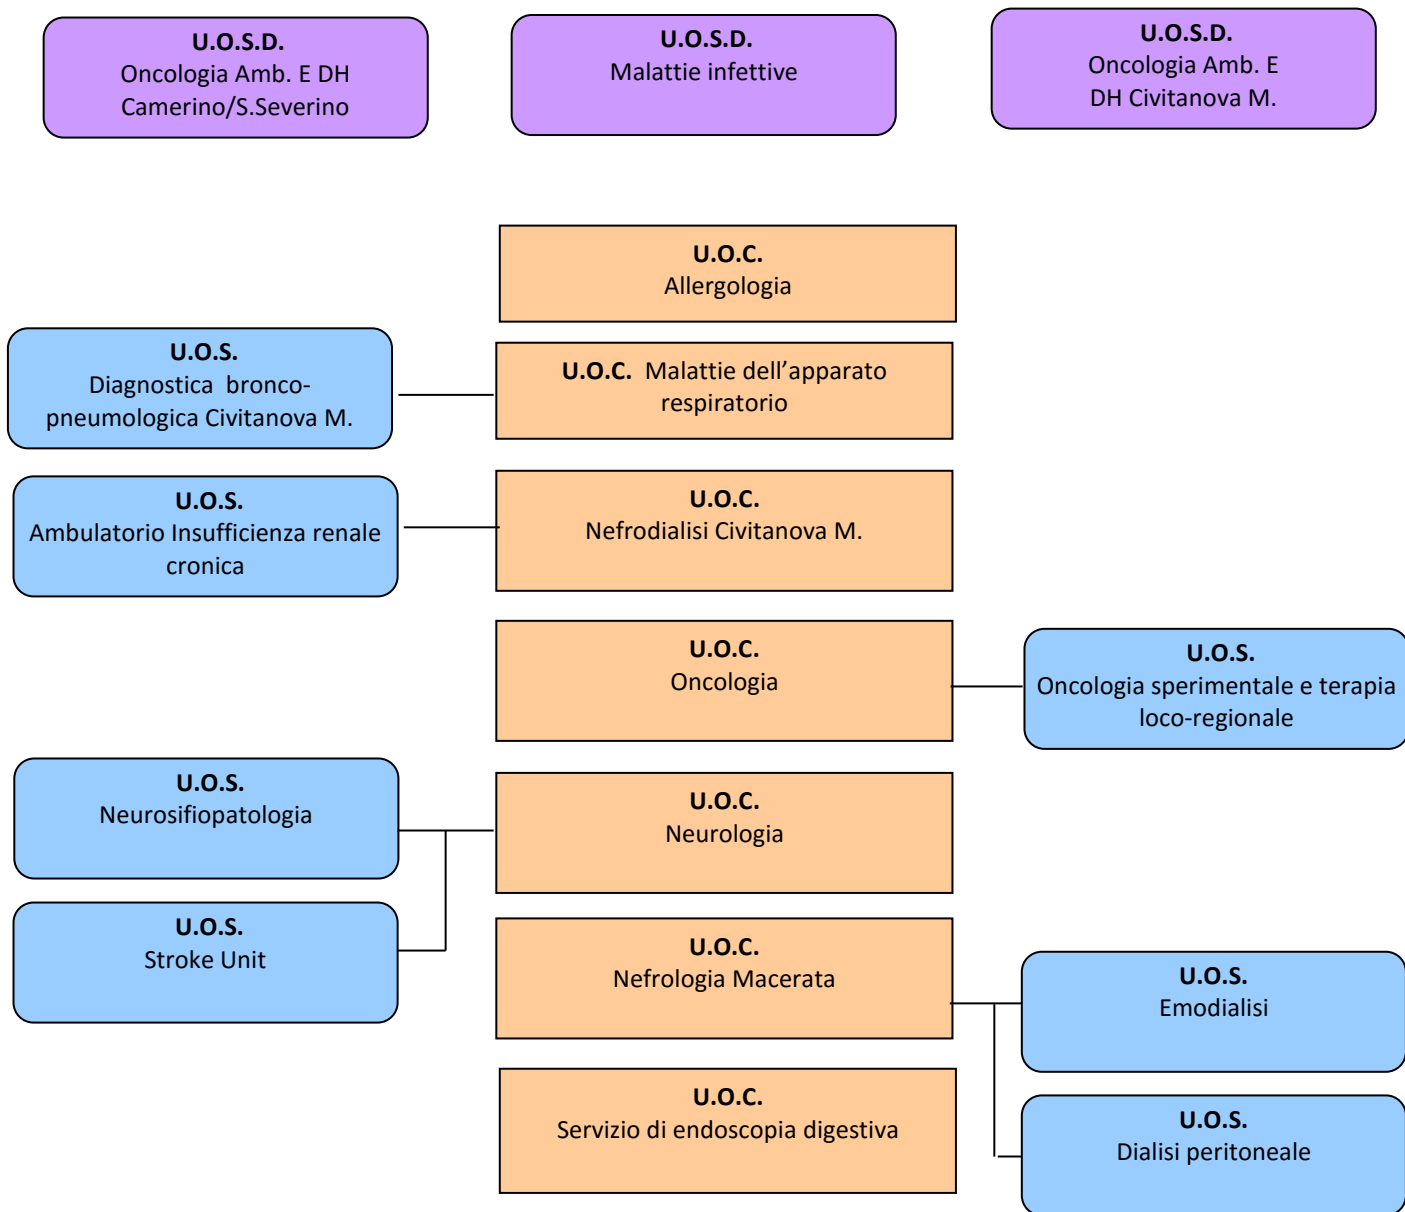 U.O.S.D.
Oncologia Amb. E DH
Camerino/S.Severino
U.O.S.D.
Malattie infettive
U.O.S.D.
Oncologia Amb. E
DH Civitanova M.
U.O.C.
Allergologia
U.O.S.
Diagnostica bronco-
pneumologica Civitanova M.
U.O.C. Malattie dell’apparato
respiratorio
U.O.S.
Ambulatorio Insufficienza renale
cronica
U.O.C.
Nefrodialisi Civitanova M.
U.O.C.
Oncologia
U.O.S.
Oncologia sperimentale e terapia
loco-regionale
U.O.S.
Neurosifiopatologia
U.O.C.
Neurologia
U.O.S.
Stroke Unit
U.O.C.
Nefrologia Macerata
U.O.S.
Emodialisi
U.O.C.
Servizio di endoscopia digestiva
U.O.S.
Dialisi peritoneale